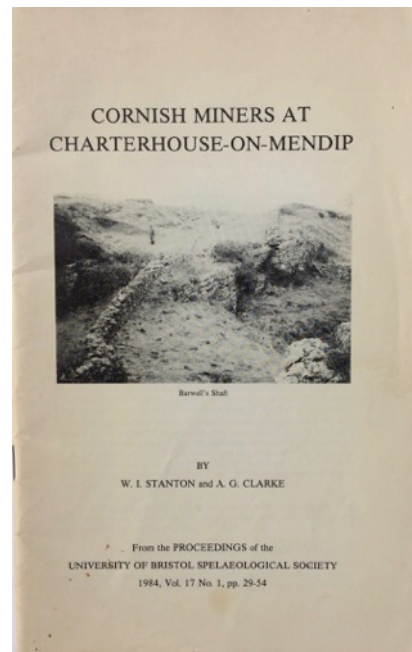 CORNISH MINERS AT
CHARTERHOUSE-ON-MENDIP
Barwell's Shaft
BY
W. I. STANTON and A. G. CLARKE
From the PROCEEDINGS of the
UNIVERSITY OF BRISTOL SPELAEOLOGICAL SOCIETY
1984, Vol. 17 No. 1, pp. 29-54